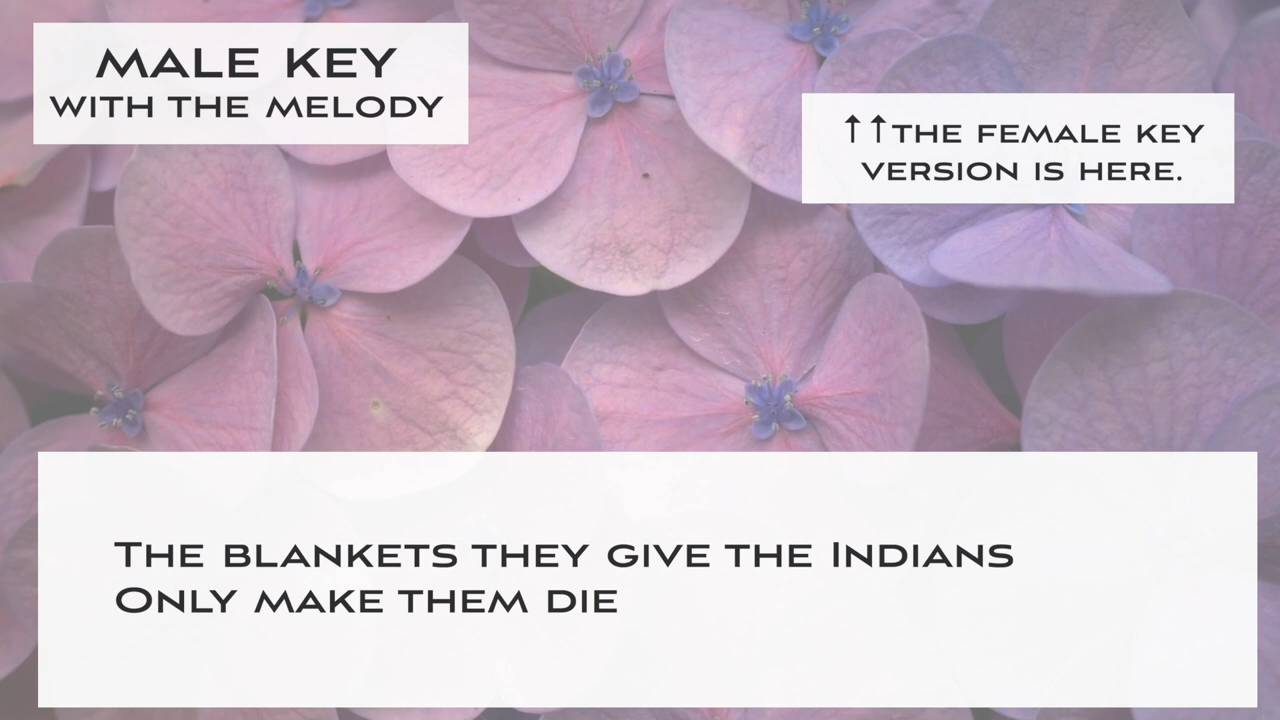 MALE KEY
WITH THE MELODY
↑↑THE FEMALE KEY
VERSION IS HERE.
THE BLANKETS THEY GIVE THE INDIANS
ONLY MAKE THEM DIE